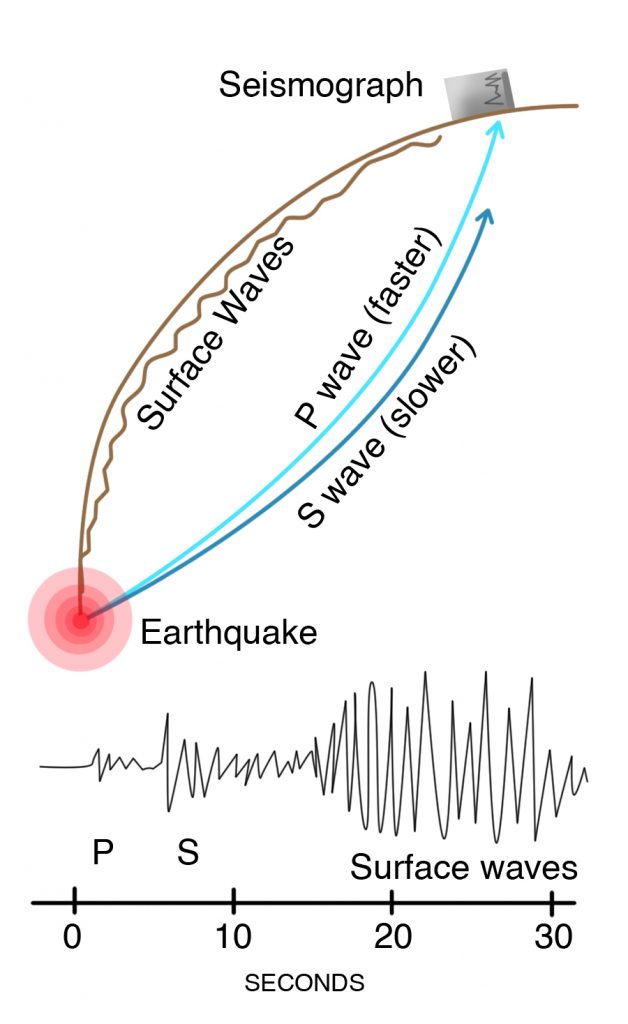 Seismograph
Surface Waves
P wave (faster)
S wave (slower)
Earthquake
P S
Surface waves
0 10 20 30
SECONDS